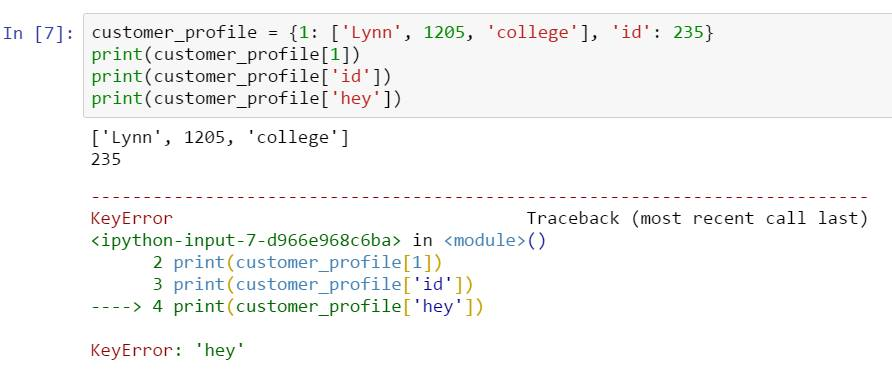 In [7]: customer_profile = {1: ['Lynn', 1205, 'college'], 'id': 235}
print(customer_profile[1])
print(customer_profile['id'])
print(customer_profile['hey'])
['Lynn', 1205, 'college']
235
---------------------------------------------------------------------------
KeyError                                  Traceback (most recent call last)
<ipython-input-7-d966e968c6ba> in <module>()
      2 print(customer_profile[1])
      3 print(customer_profile['id'])
----> 4 print(customer_profile['hey'])
KeyError: 'hey'